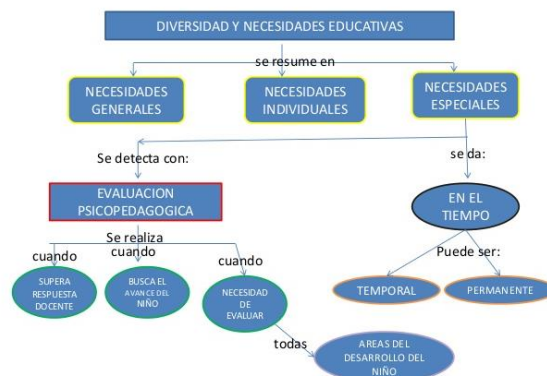 DIVERSIDAD Y NECESIDADES EDUCATIVAS
se resume en
NECESIDADES
GENERALES
NECESIDADES
INDIVIDUALES
NECESIDADES
ESPECIALES
Se detecta con:
se da:
EVALUACION
PSICOPEDAGOGICA
EN EL
TIEMPO
Se realiza
cuando
cuando
cuando
Puede ser:
SUPERA
RESPUESTA
DOCENTE
BUSCA EL
AVANCE DEL
NIÑO
NECESIDAD
DE
EVALUAR
TEMPORAL
PERMANENTE
todas
AREAS DEL
DESARROLLO DEL
NIÑO